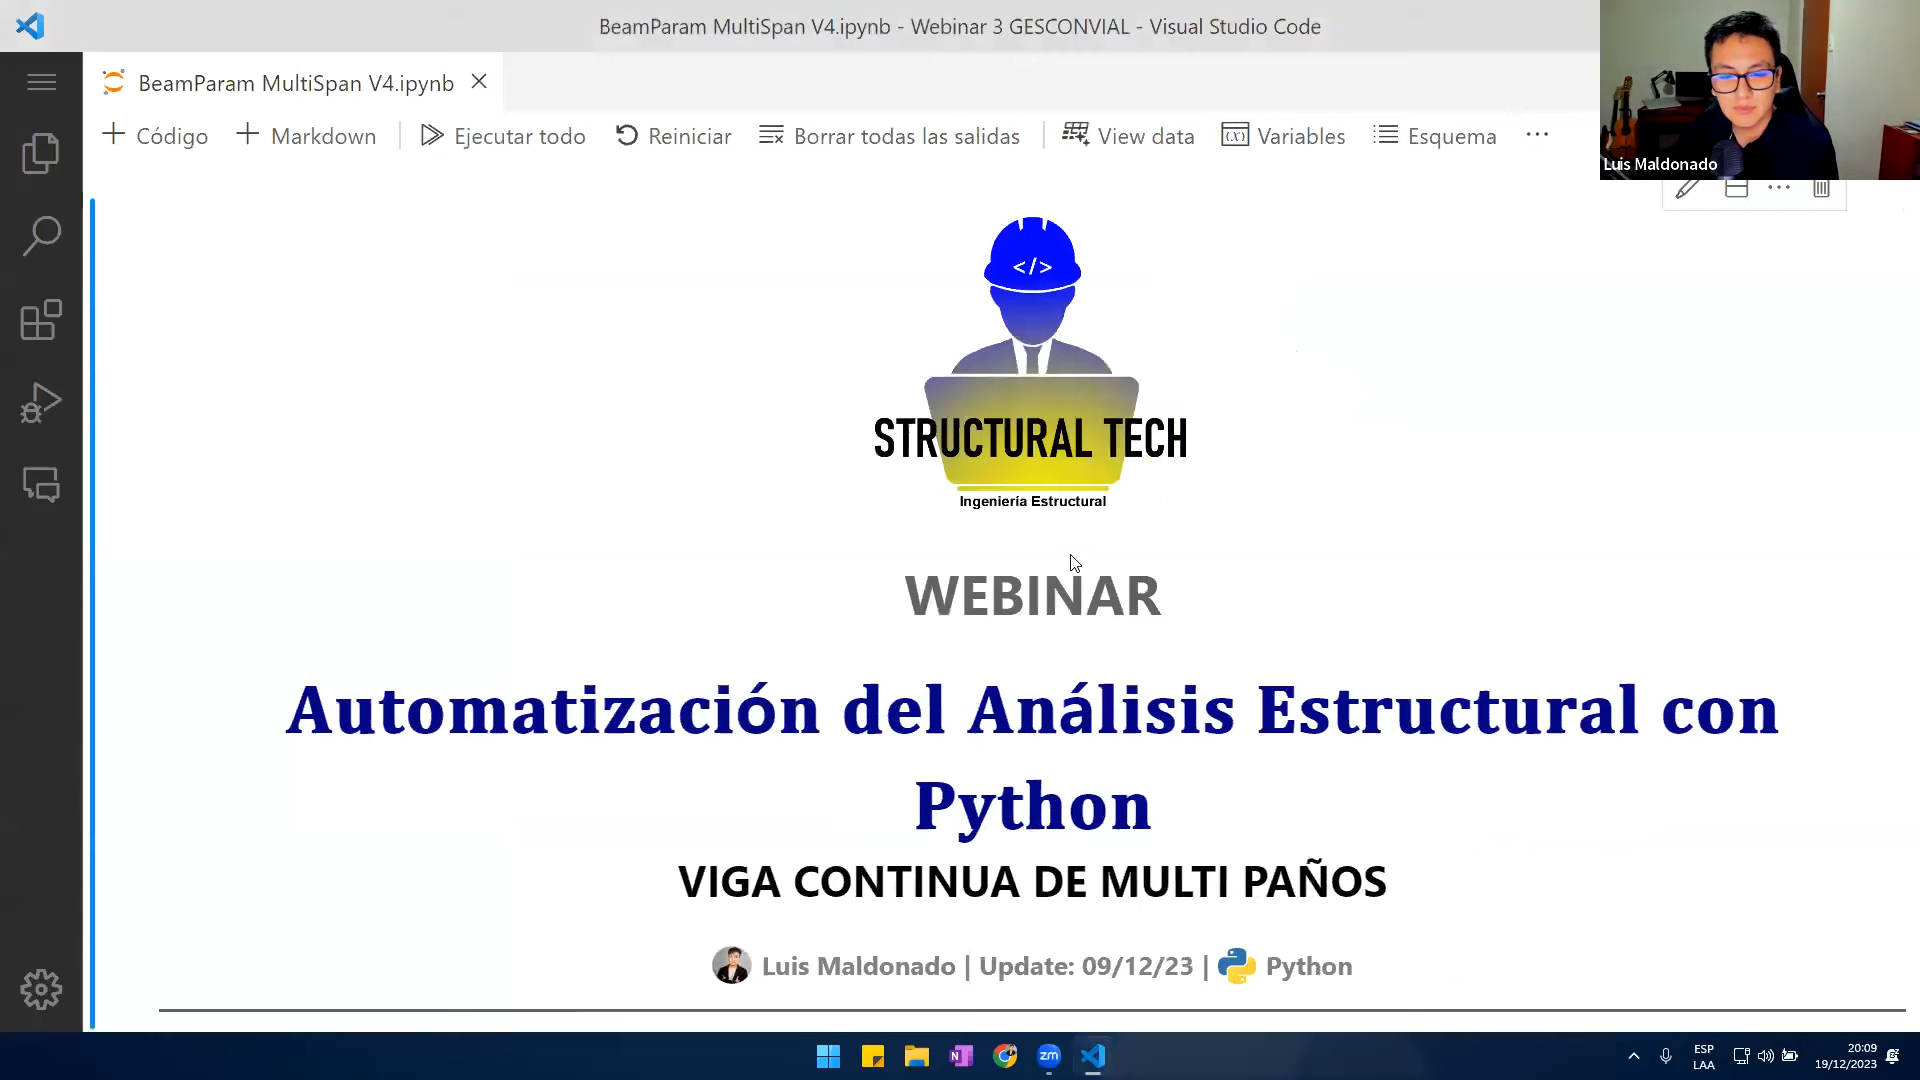 BeamParam MultiSpan V4.ipynb - Webinar 3 GESCONVIAL - Visual Studio Code
BeamParam MultiSpan V4.ipynb
Código
Markdown
Ejecutar todo
Reiniciar
Borrar todas las salidas
View data
Variables
Esquema
Luis Maldonado
</>
STRUCTURAL TECH
Ingeniería Estructural
WEBINAR
Automatización del Análisis Estructural con
Python
VIGA CONTINUA DE MULTI PAÑOS
Luis Maldonado | Update: 09/12/23 | Python
N
zm
ESP
LAA
20:09
19/12/2023